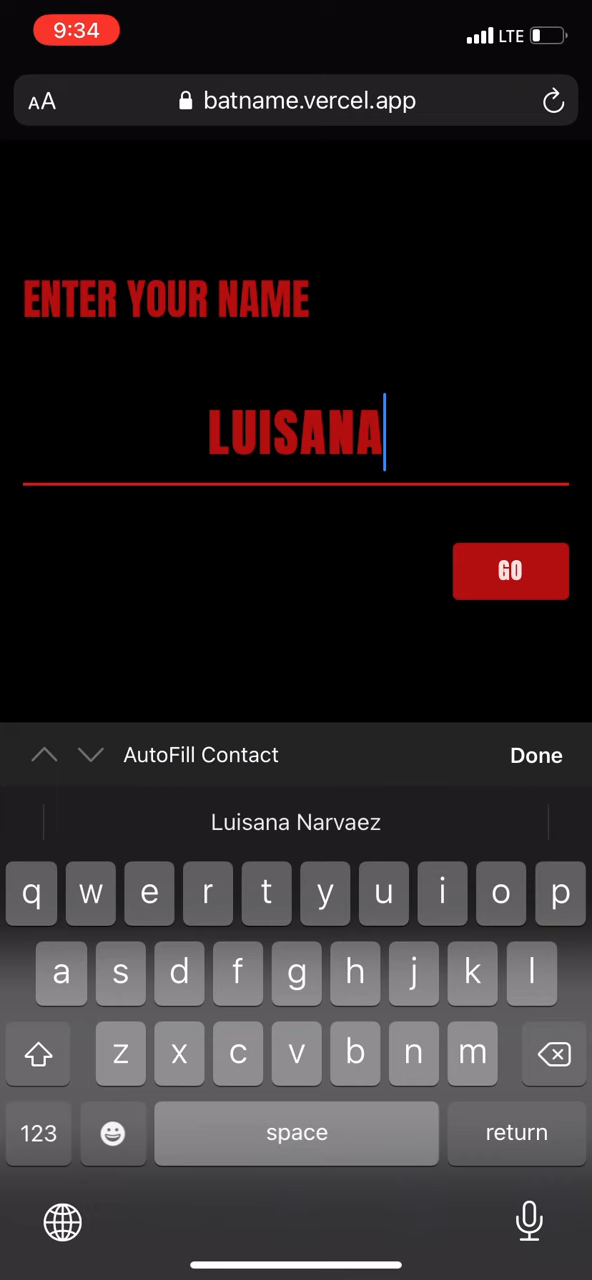 9:34
LTE
AA batname.vercel.app
ENTER YOUR NAME
LUISANA
GO
AutoFill Contact Done
Luisana Narvaez
q w e r t y u i o p
a s d f g h j k l
z x c v b n m
123 space return